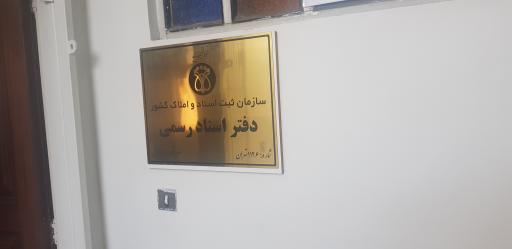 سازمان ثبت اسناد و املاک کشور
دفتر اسناد رسمی